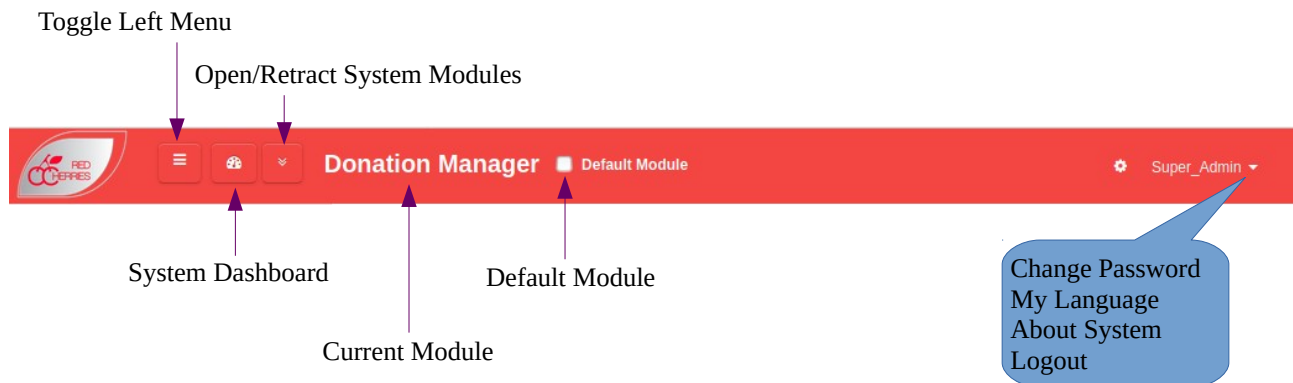 Toggle Left Menu
Open/Retract System Modules
RED
CHERRIES
Donation Manager Default Module
Super_Admin
System Dashboard
Default Module
Current Module
Change Password
My Language
About System
Logout